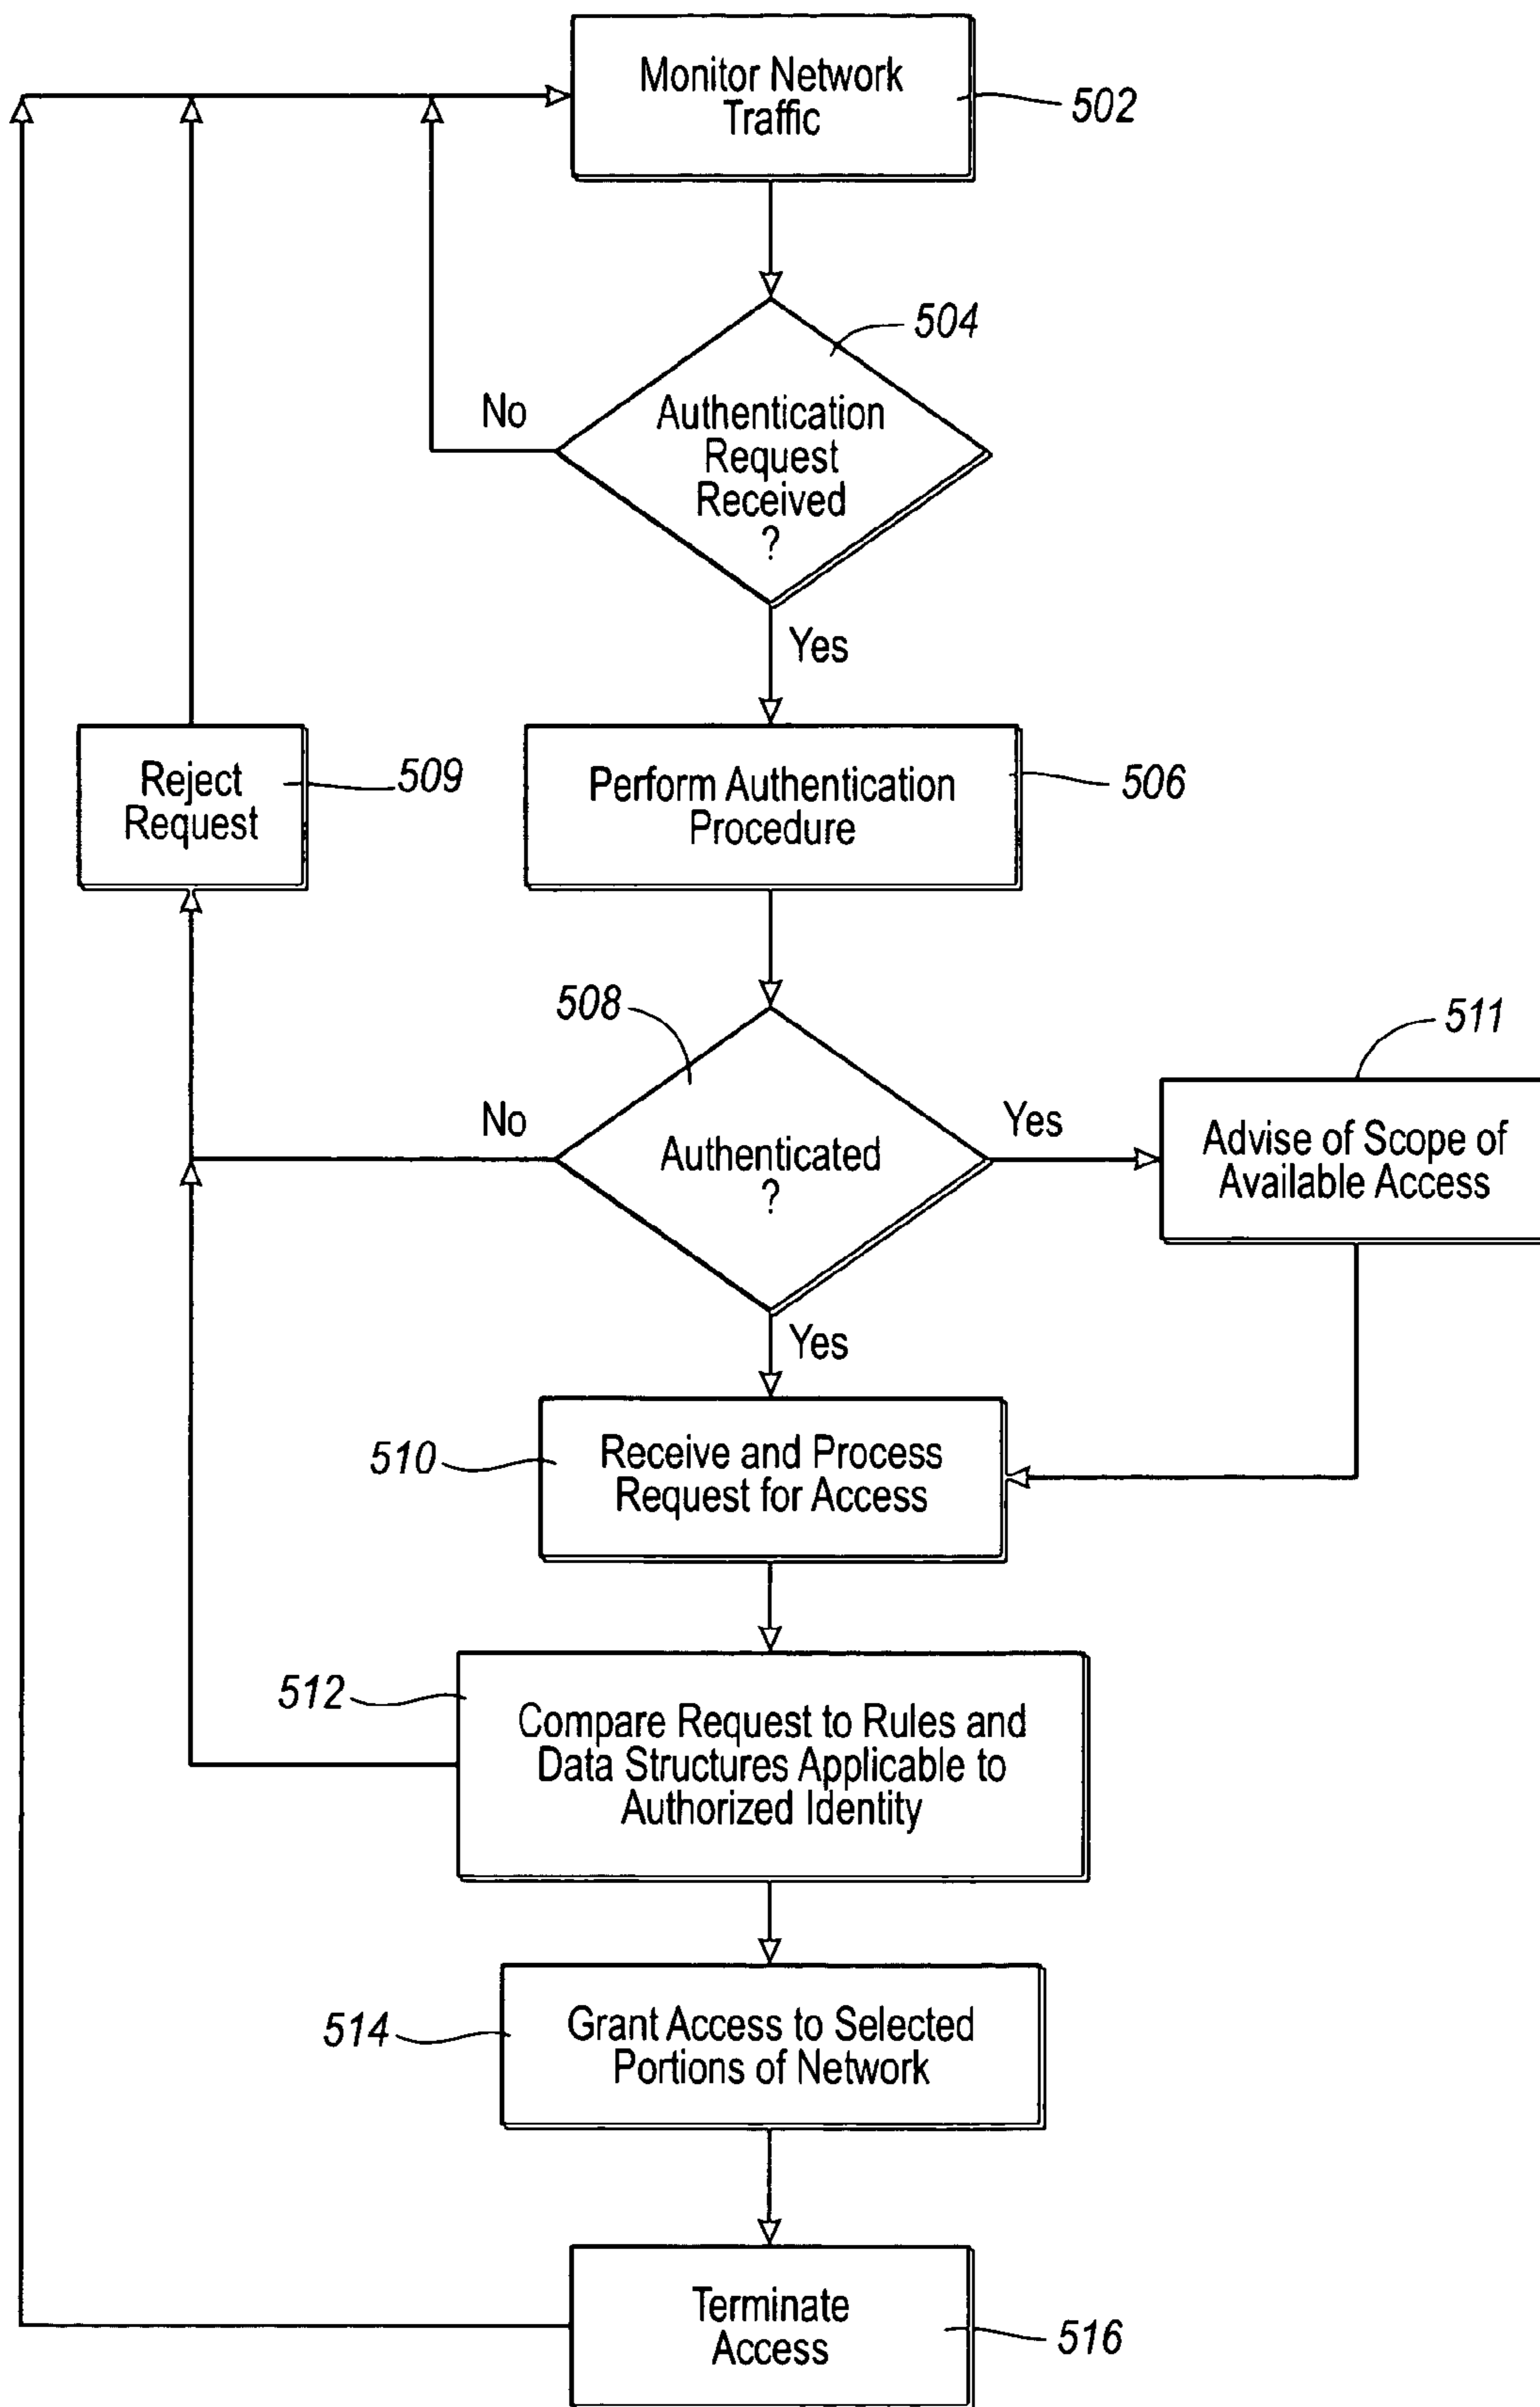 Monitor Network
Traffic
502
504
No
Authentication
Request
Received
?
Yes
Reject
Request
509
Perform Authentication
Procedure
506
508
511
No
Authenticated
?
Yes
Advise of Scope of
Available Access
Yes
510
Receive and Process
Request for Access
512
Compare Request to Rules and
Data Structures Applicable to
Authorized Identity
514
Grant Access to Selected
Portions of Network
Terminate
Access
516